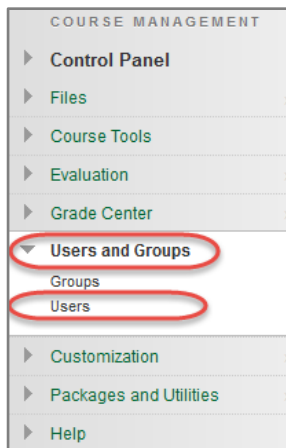 COURSE MANAGEMENT
Control Panel
Files
Course Tools
Evaluation
Grade Center
Users and Groups
Groups
Users
Customization
Packages and Utilities
Help